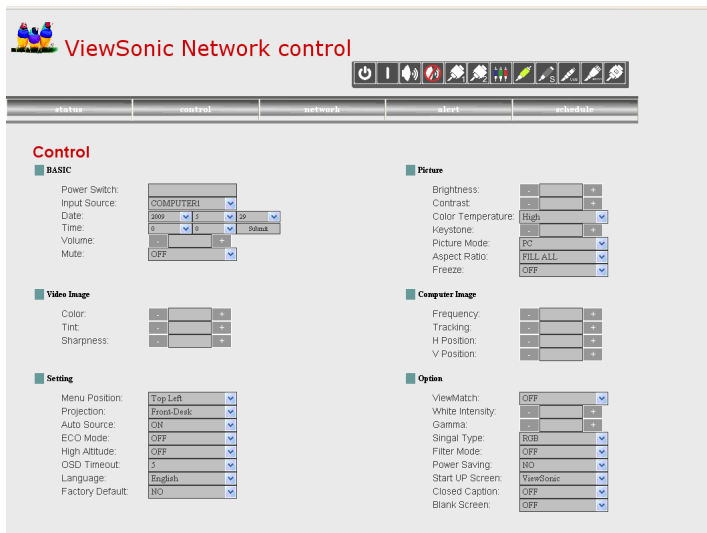 ViewSonic Network control
1 2 S
status control network alert schedule
Control
BASIC
Power Switch:
Input Source: COMPUTER1
Date: 2009 5 29
Time: 0 0 Submit
Volume: - +
Mute: OFF
Picture
Brightness: - +
Contrast: - +
Color Temperature: High
Keystone: - +
Picture Mode: PC
Aspect Ratio: FILL ALL
Freeze: OFF
Video Image
Color: - +
Tint: - +
Sharpness: - +
Computer Image
Frequency: - +
Tracking: - +
H Position: - +
V Position: - +
Setting
Menu Position: Top Left
Projection: Front-Desk
Auto Source: ON
ECO Mode: OFF
High Altitude: OFF
OSD Timeout: 5
Language: English
Factory Default: NO
Option
ViewMatch: OFF
White Intensity: - +
Gamma: - +
Singal Type: RGB
Filter Mode: OFF
Power Saving: NO
Start UP Screen: ViewSonic
Closed Caption: OFF
Blank Screen: OFF